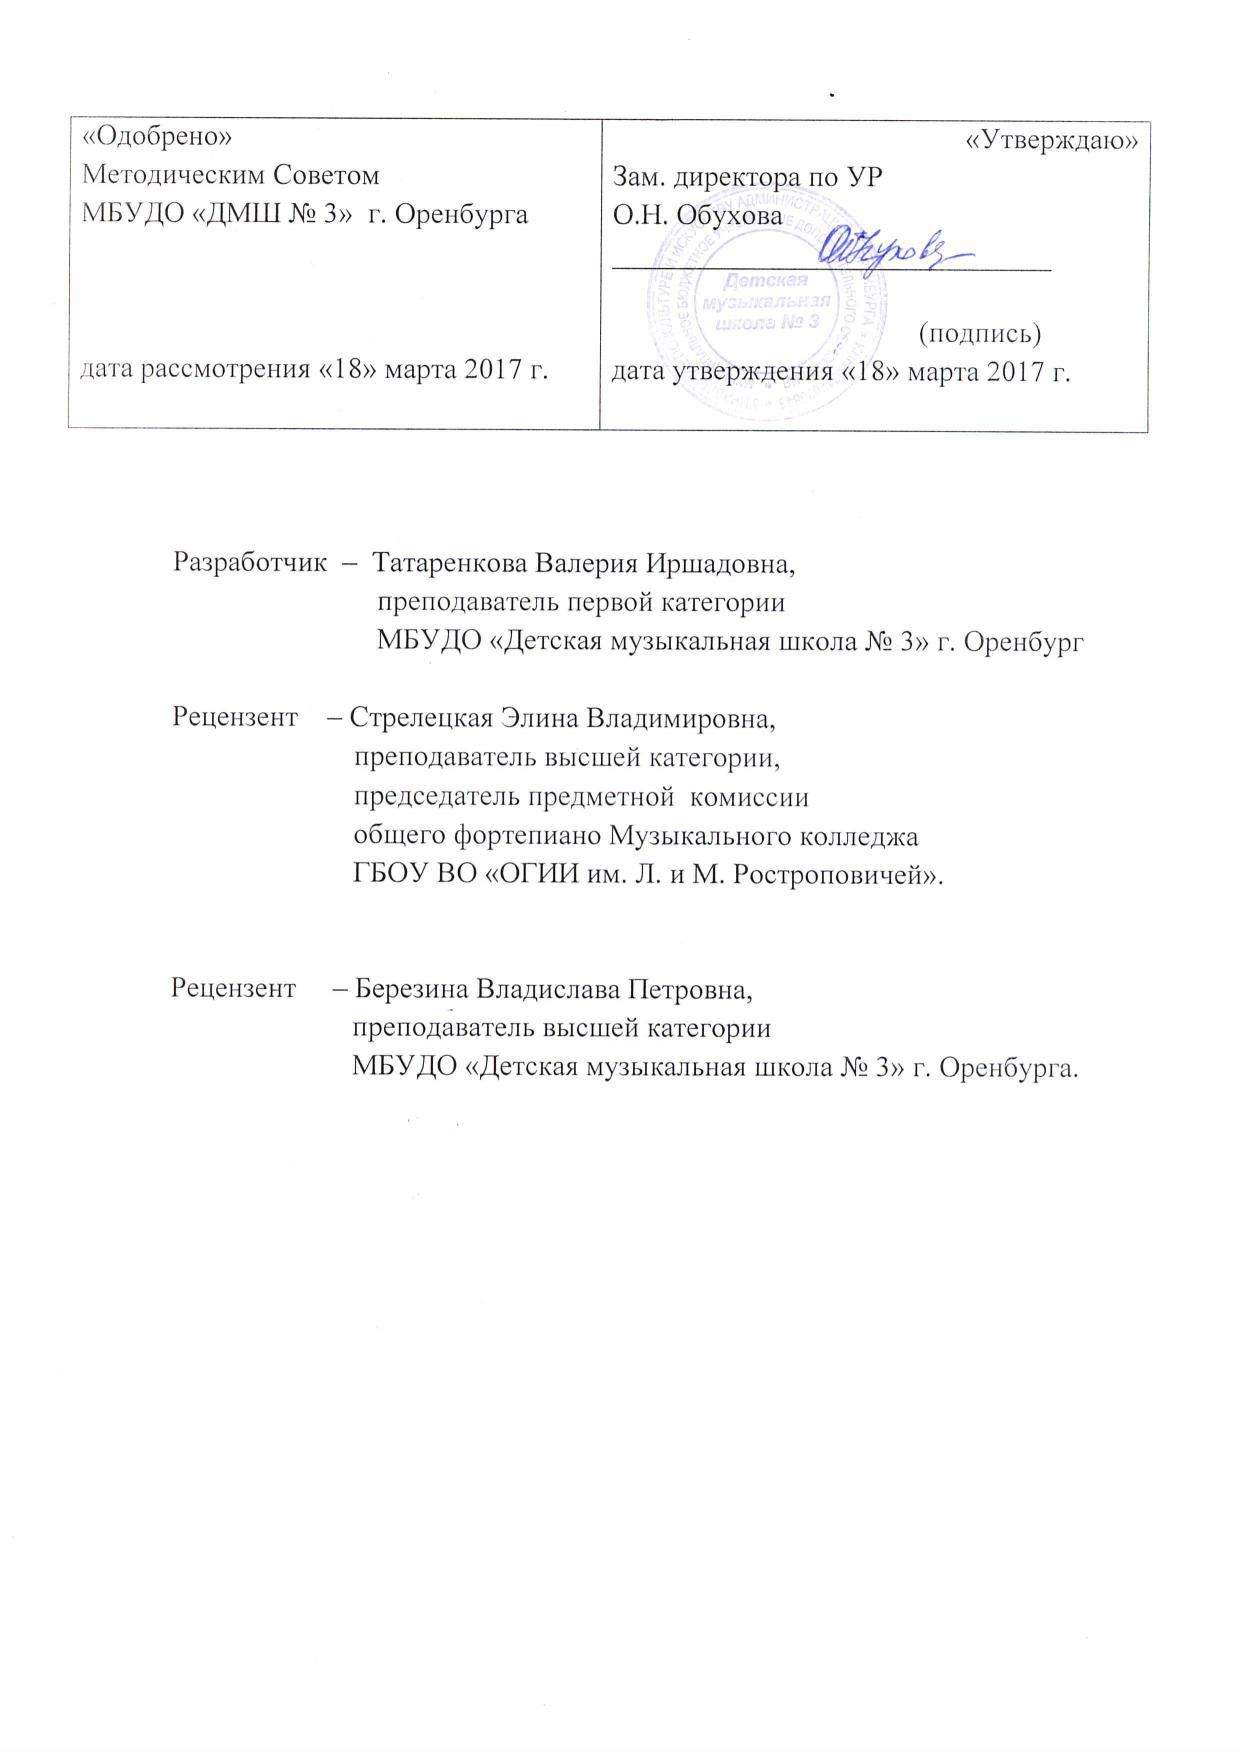 «Одобрено»
Методическим Советом
МБУДО «ДМШ № 3»  г. Оренбурга
дата рассмотрения «18» марта 2017 г.
«Утверждаю»
Зам. директора по УР
О.Н. Обухова
Детская
музыкальная
школа № 3
(подпись)
дата утверждения «18» марта 2017 г.
Разработчик – Татаренкова Валерия Иршадовна,
преподаватель первой категории
МБУДО «Детская музыкальная школа № 3» г. Оренбург
Рецензент – Стрелецкая Элина Владимировна,
преподаватель высшей категории,
председатель предметной комиссии
общего фортепиано Музыкального колледжа
ГБОУ ВО «ОГИИ им. Л. и М. Ростроповичей».
Рецензент – Березина Владислава Петровна,
преподаватель высшей категории
МБУДО «Детская музыкальная школа № 3» г. Оренбурга.